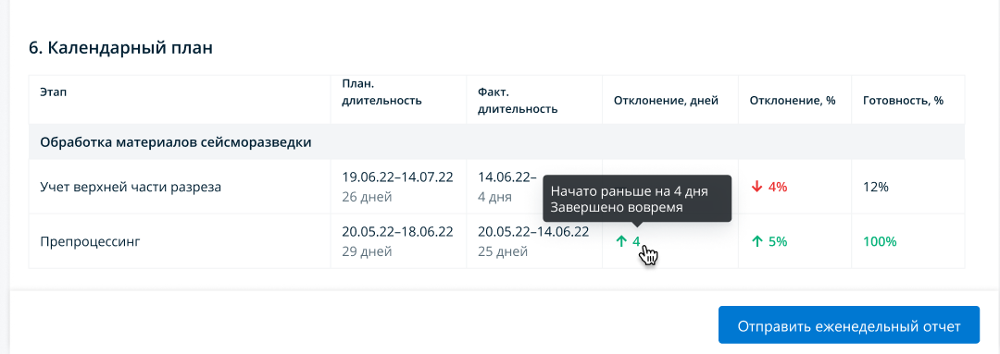 6. Календарный план
Этап
План. длительность
Факт. длительность
Отклонение, дней
Отклонение, %
Готовность, %
Обработка материалов сейсморазведки
Учет верхней части разреза
19.06.22–14.07.22
26 дней
14.06.22–
4 дня
↓ 4%
12%
Начато раньше на 4 дня
Завершено вовремя
Препроцессинг
20.05.22–18.06.22
29 дней
20.05.22–14.06.22
25 дней
↑ 4
↑ 5%
100%
Отправить еженедельный отчет